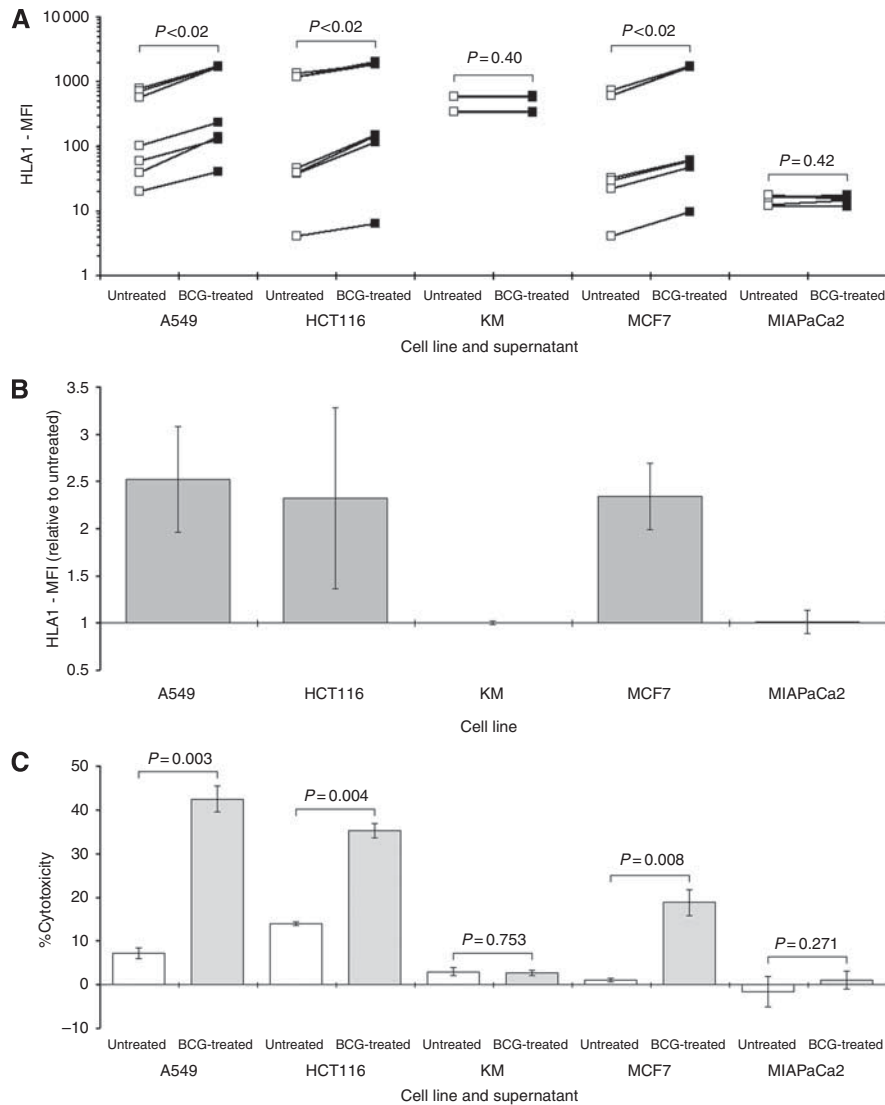 A
HLA1 - MFI
10 000
1000
100
10
1
P<0.02
P<0.02
P=0.40
P<0.02
P=0.42
Untreated BCG-treated Untreated BCG-treated Untreated BCG-treated Untreated BCG-treated Untreated BCG-treated
A549 HCT116 KM MCF7 MIAPaCa2
Cell line and supernatant
B
HLA1 - MFI (relative to untreated)
3.5
3
2.5
2
1.5
1
0.5
A549 HCT116 KM MCF7 MIAPaCa2
Cell line
C
%Cytotoxicity
50
40
30
20
10
0
–10
P=0.003
P=0.004
P=0.753
P=0.008
P=0.271
Untreated BCG-treated Untreated BCG-treated Untreated BCG-treated Untreated BCG-treated Untreated BCG-treated
A549 HCT116 KM MCF7 MIAPaCa2
Cell line and supernatant